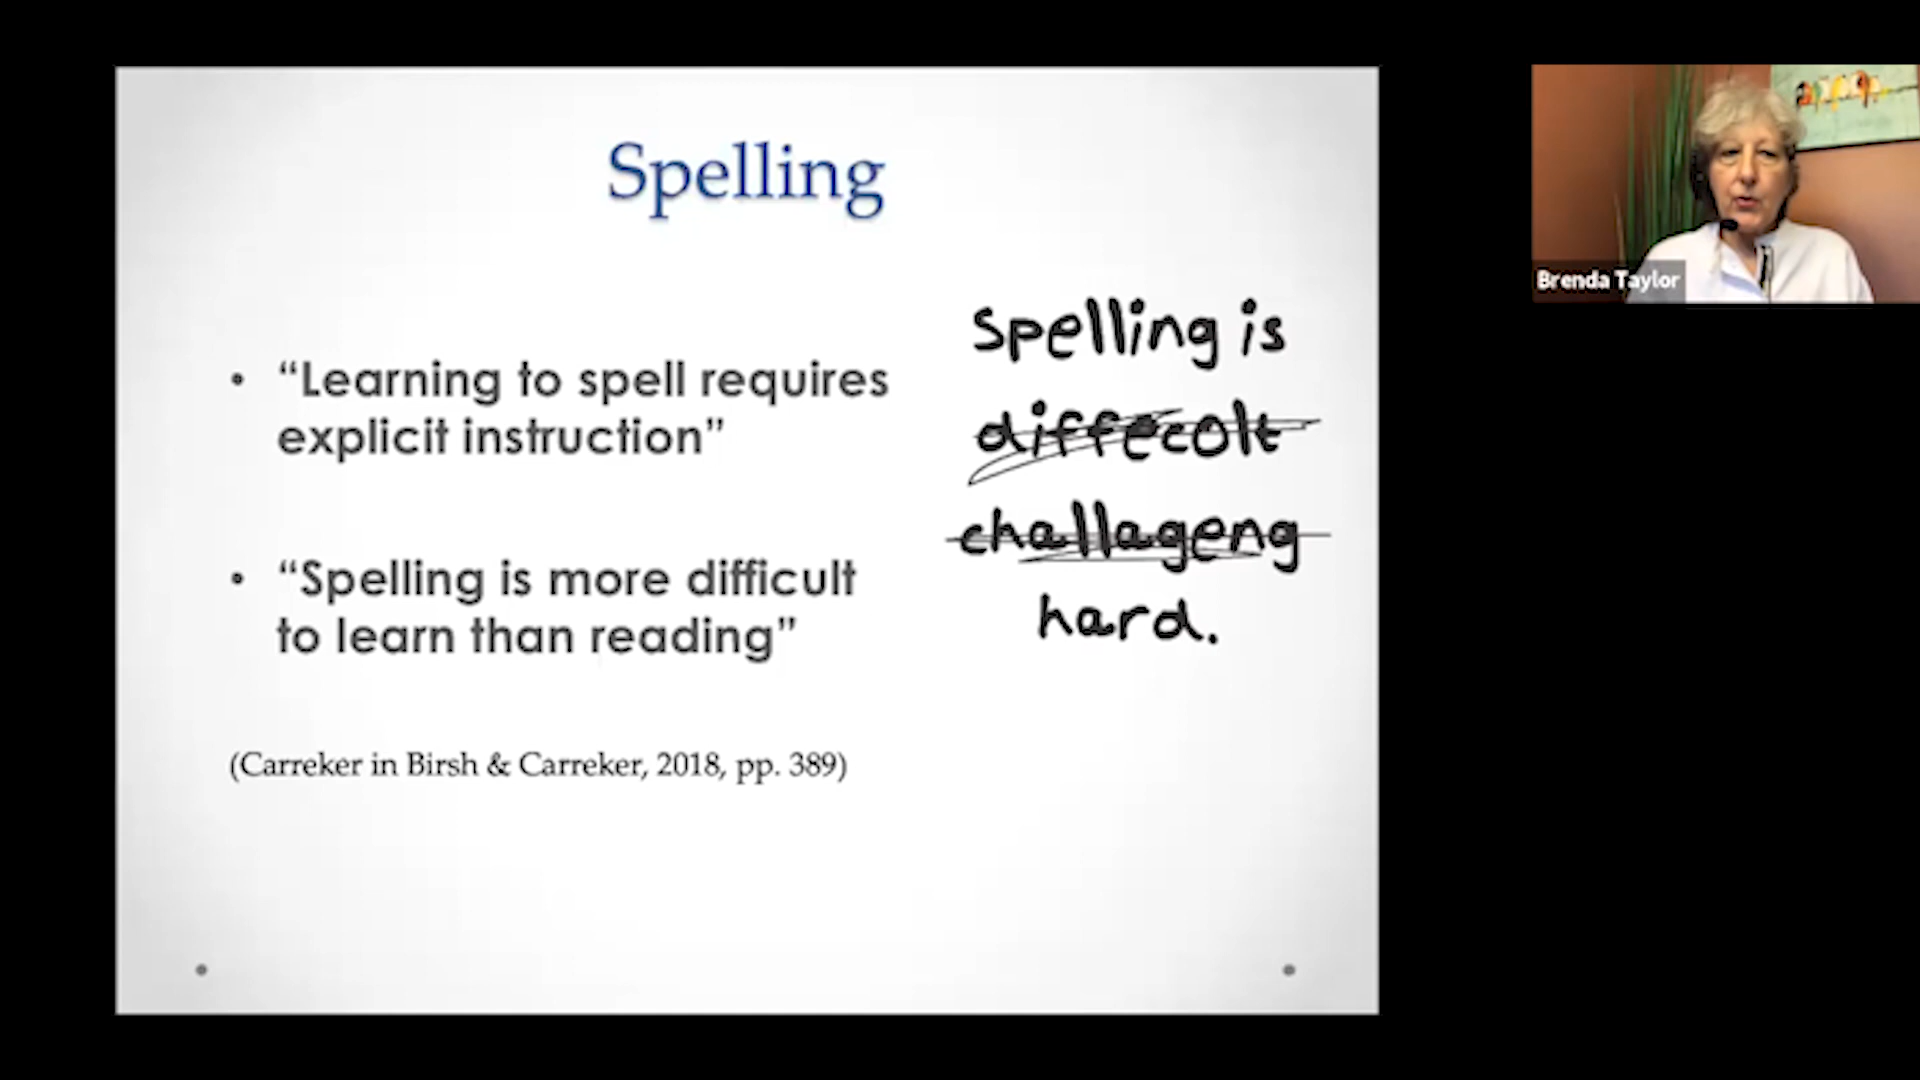 Spelling
• “Learning to spell requires
explicit instruction”
• “Spelling is more difficult
to learn than reading”
(Carreker in Birsh & Carreker, 2018, pp. 389)
Spelling is
diffecolt
challageng
hard.
Brenda Taylor